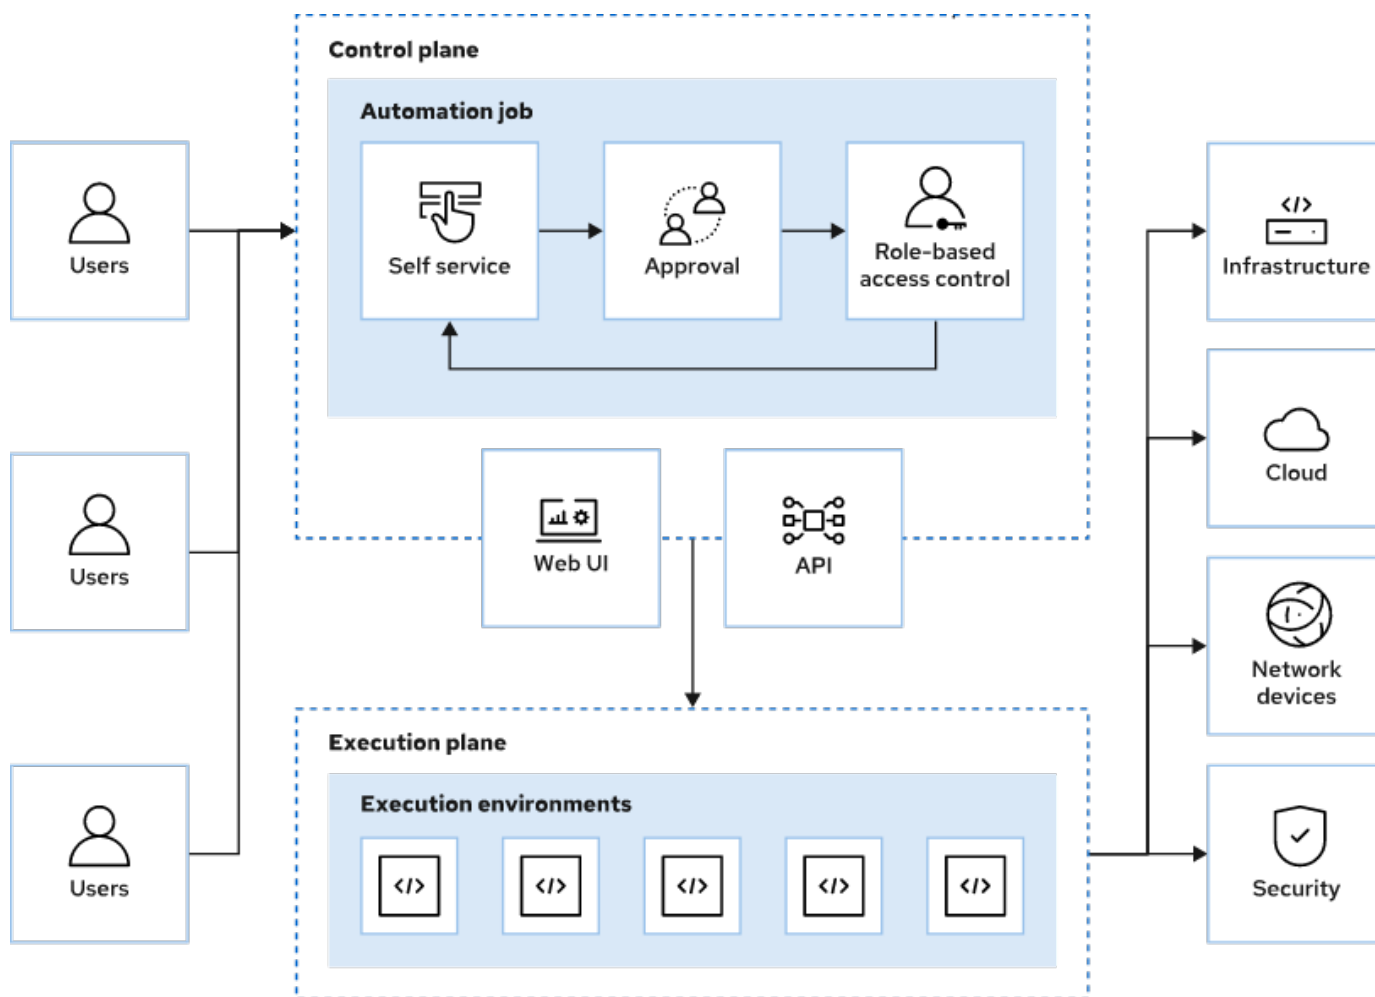 Control plane
Automation job
Users
Self service
Approval
Role-based
access control
</>
Infrastructure
Cloud
Users
Web UI
API
Network
devices
Execution plane
Execution environments
Users
</>
</>
</>
</>
</>
Security